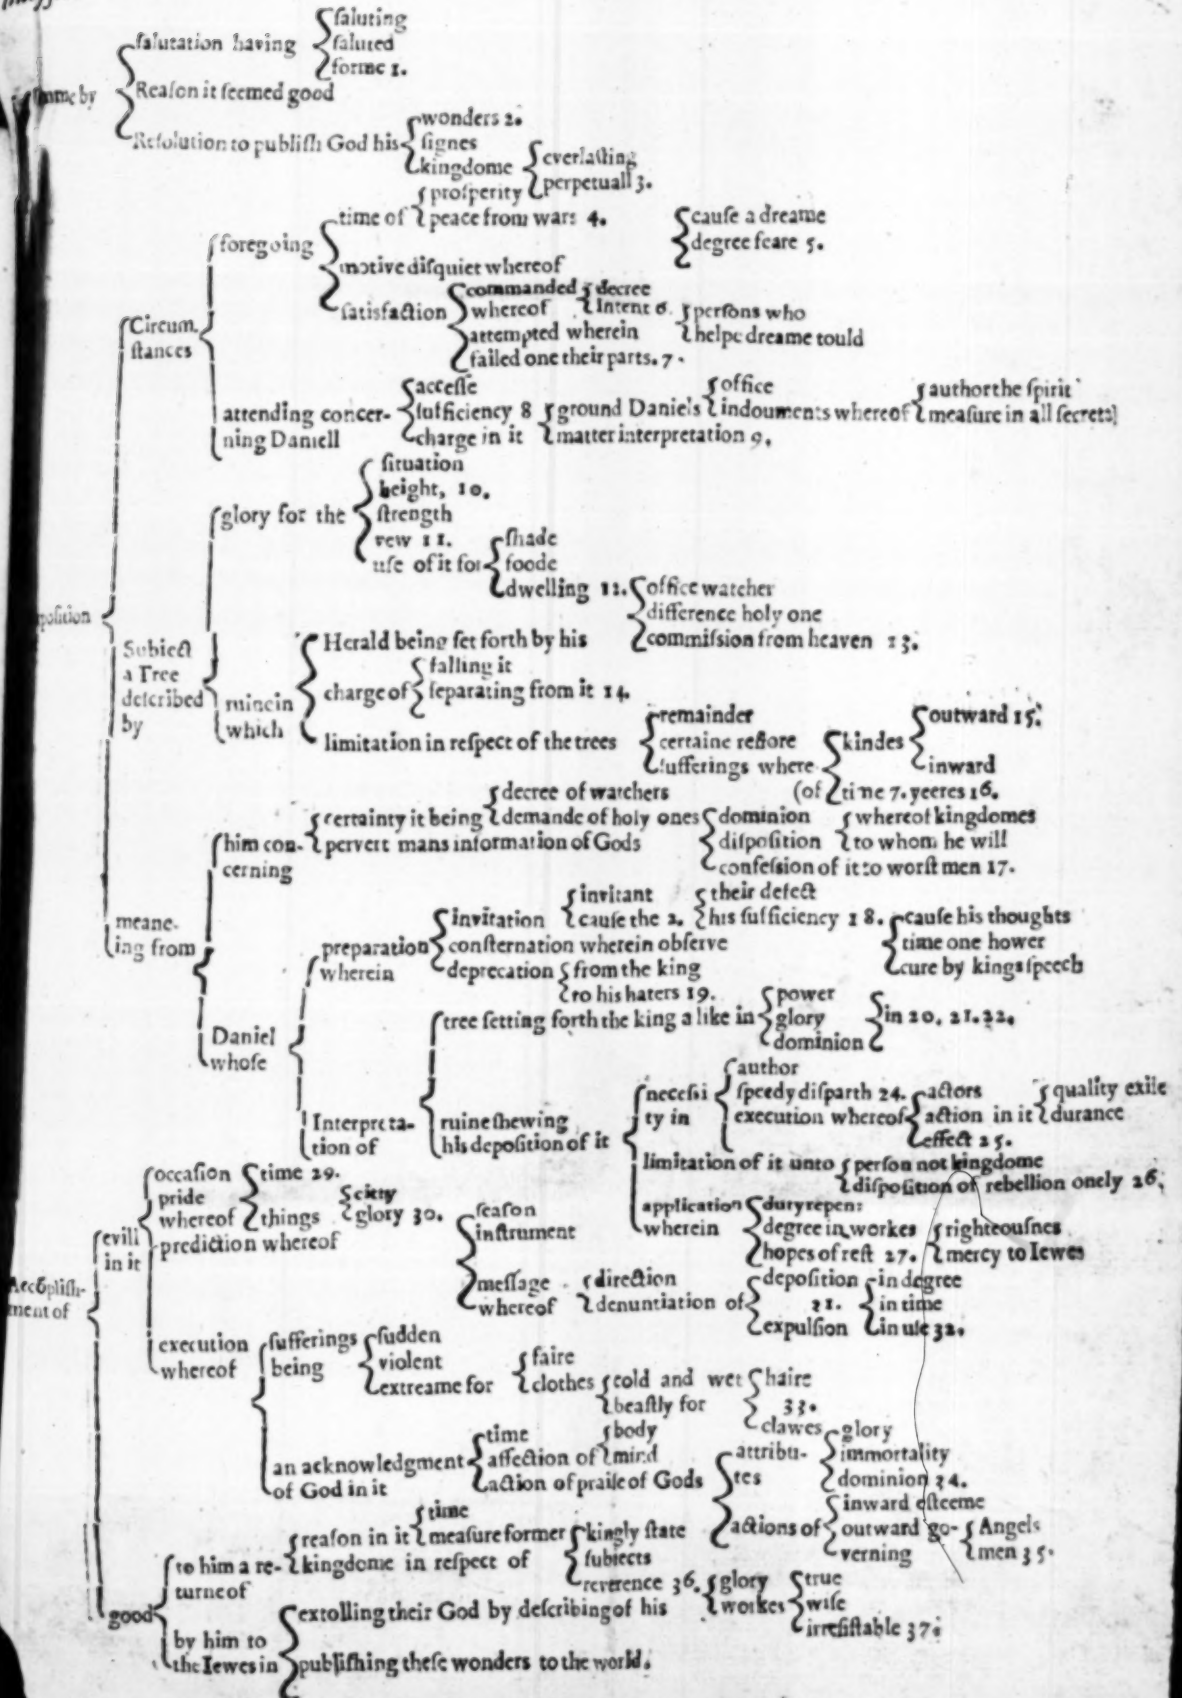 ſaluting
ſalutation having ſaluted
forme 1.
by Reaſon it ſeemed good
Reſolution to publiſh God his wonders 2.
ſignes
kingdome everlaſting
perpetuall 3.
proſperity
time of peace from wars 4. cauſe a dreame
foregoing degree feare 5.
motive diſquiet whereof
commanded decree
ſatisfaction whereof Intent 6. perſons who
Circum- attempted wherein helpe dreame tould
ſtances failed one their parts. 7.
acceſſe office author the ſpirit
attending concer- ſufficiency 8 ground Daniels indouments whereof meaſure in all ſecrets
ning Daniell charge in it matter interpretation 9.
ſituation
height, 10.
glory for the ſtrength
vew 11. ſhade
uſe of it for foode
dwelling 12. office watcher
poſition difference holy one
Herald being ſet forth by his commiſſion from heaven 13.
Subiect falling it
a Tree charge of ſeparating from it 14.
deſcribed ruine in remainder outward 15.
by which limitation in reſpect of the trees certaine reſtore kindes
ſufferings where inward
decree of watchers (of time 7. yeeres 16.
certainty it being demande of holy ones dominion whereof kingdomes
him con- pervert mans information of Gods diſpoſition to whom he will
cerning confeſsion of it to worſt men 17.
invitant their defect
meane- invitation cauſe the 2. his ſufficiency 18. cauſe his thoughts
ing from preparation conſternation wherein obſerve time one hower
wherein deprecation from the king cure by kings ſpeech
to his haters 19. power
tree ſetting forth the king alike in glory in 20. 21. 22.
Daniel dominion
whoſe author
neceſsi ſpeedy diſpatth 24. actors quality exile
Interpreta- ruine ſhewing ty in execution whereof action in it durance
tion of his depoſition of it effect 25.
occaſion time 29. limitation of it unto perſon not kingdome
pride citty diſpoſition of rebellion onely 26.
whereof things glory 30. ſeaſon application duty repent
evill prediction whereof inſtrument wherein degree in workes righteouſnes
in it hopes of reſt 27. mercy to Iewes
Accōpliſh- meſſage direction depoſition in degree
ment of whereof denuntiation of 31. in time
execution ſufferings ſudden expulſion in uſe 32.
whereof being violent faire
extreame for clothes cold and wet haire
beaſtly for 33.
time body clawes glory
an acknowledgment affection of mind attribu- immortality
of God in it action of praiſe of Gods tes dominion 34.
time inward eſteeme
reaſon in it meaſure former kingly ſtate actions of outward go- Angels
to him a re- kingdome in reſpect of ſubiects verning men 35.
turne of reverence 36. glory true
good extolling their God by deſcribing of his workes wiſe
by him to irreſiſtable 37.
the Iewes in publiſhing theſe wonders to the world.